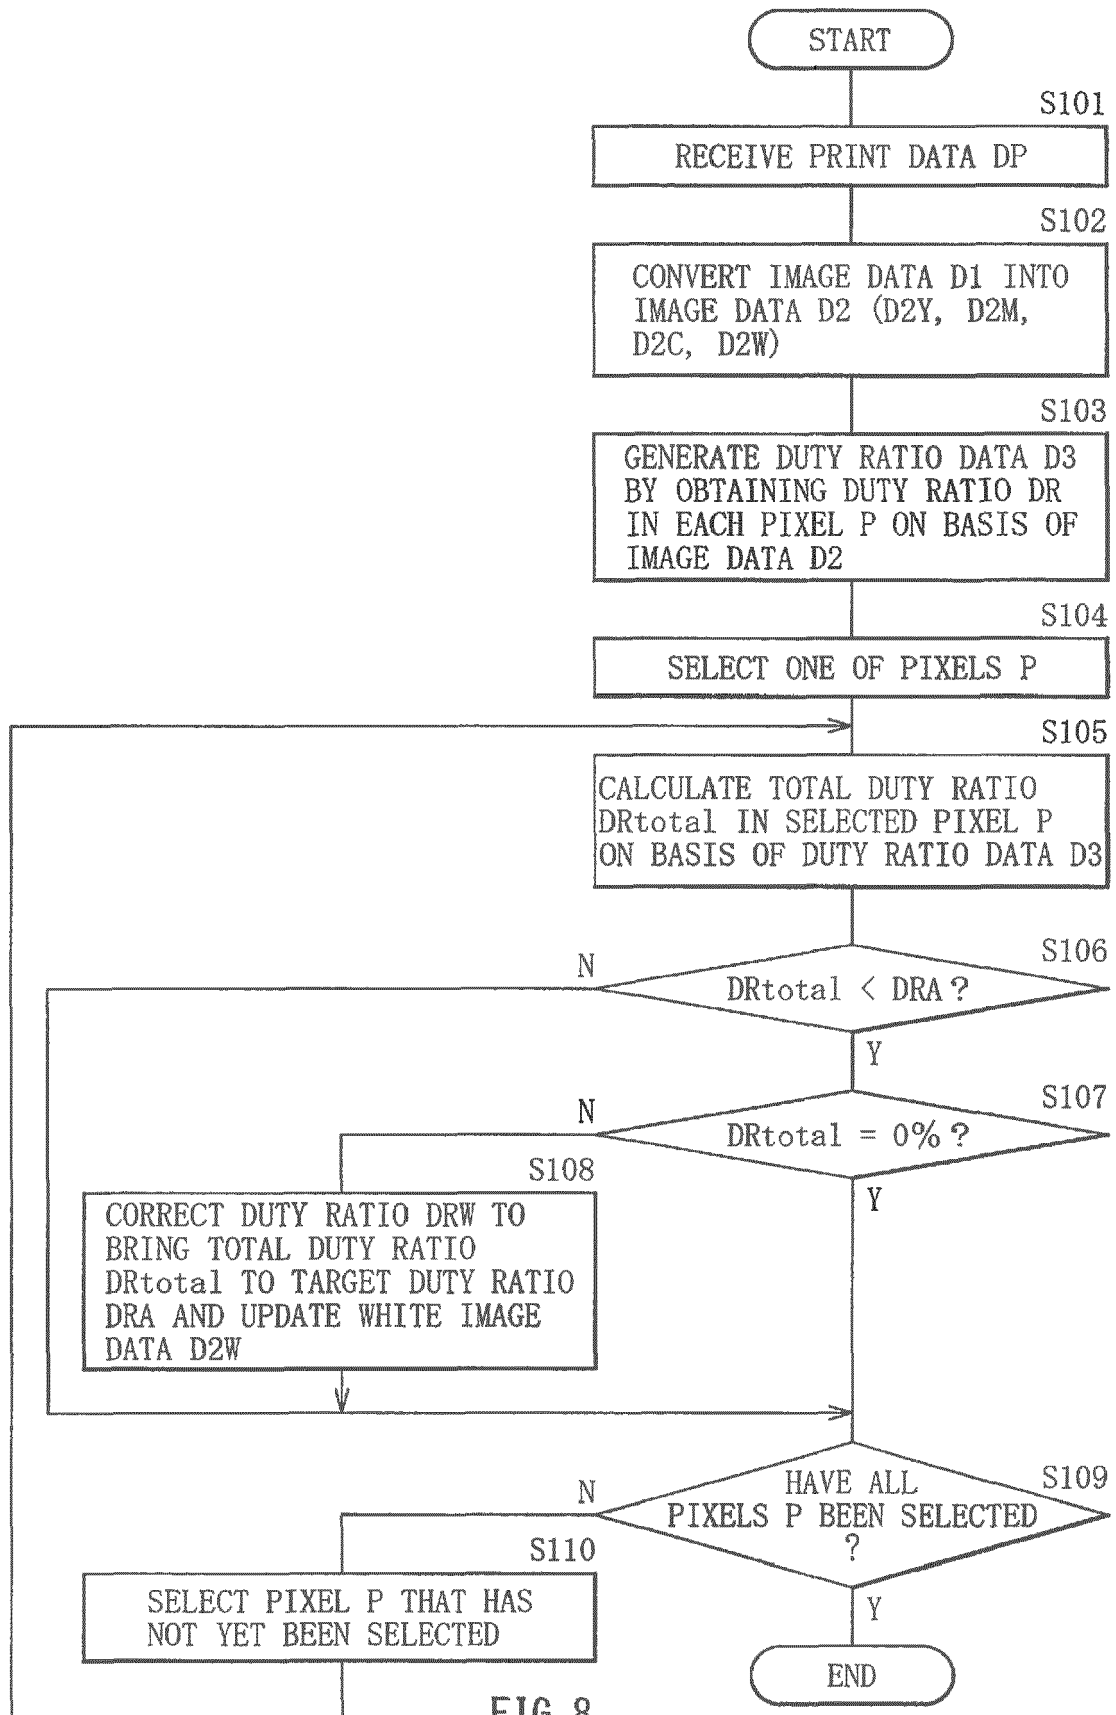 START
S101
RECEIVE PRINT DATA DP
S102
CONVERT IMAGE DATA D1 INTO
IMAGE DATA D2 (D2Y, D2M,
D2C, D2W)
S103
GENERATE DUTY RATIO DATA D3
BY OBTAINING DUTY RATIO DR
IN EACH PIXEL P ON BASIS OF
IMAGE DATA D2
S104
SELECT ONE OF PIXELS P
S105
CALCULATE TOTAL DUTY RATIO
DRtotal IN SELECTED PIXEL P
ON BASIS OF DUTY RATIO DATA D3
S106
N
DRtotal < DRA?
Y
S107
N
DRtotal = 0%?
Y
S108
CORRECT DUTY RATIO DRW TO
BRING TOTAL DUTY RATIO
DRtotal TO TARGET DUTY RATIO
DRA AND UPDATE WHITE IMAGE
DATA D2W
S109
N
HAVE ALL
PIXELS P BEEN SELECTED
?
Y
S110
SELECT PIXEL P THAT HAS
NOT YET BEEN SELECTED
END
FIG. 8